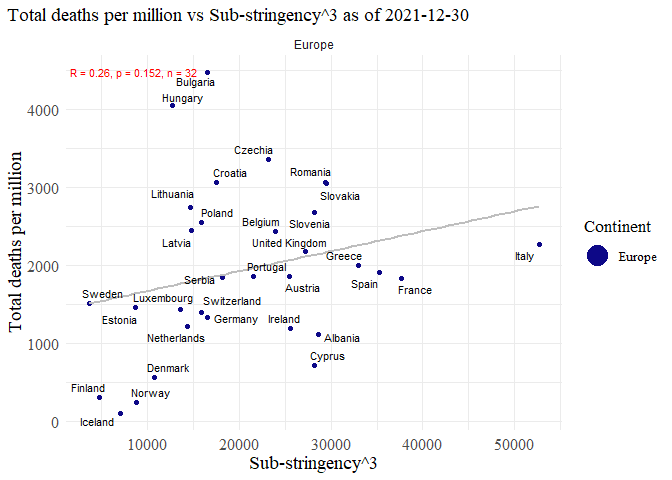 Total deaths per million vs Sub-stringency^3 as of 2021-12-30
Europe
R = 0.26, p = 0.152, n = 32
Bulgaria
Hungary
4000
Czechia
Croatia
Romania
3000
Lithuania
Slovakia
Poland
Belgium
Slovenia
Latvia
United Kingdom
Greece
Italy
2000
Portugal
Serbia
Spain
Austria
France
Sweden
Luxembourg
Switzerland
Estonia
Germany
Ireland
Netherlands
Albania
1000
Cyprus
Denmark
Finland
Norway
Iceland
0
10000 20000 30000 40000 50000
Sub-stringency^3
Total deaths per million
Continent
Europe